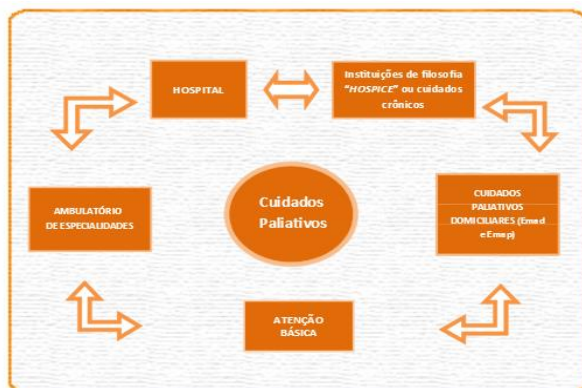 HOSPITAL
Instituições de filosofia
"HOSPICE" ou cuidados
crônicos
AMBULATÓRIO
DE ESPECIALIDADES
Cuidados
Paliativos
CUIDADOS
PALIATIVOS
DOMICILIARES (Emad
e Emap)
ATENÇÃO
BÁSICA